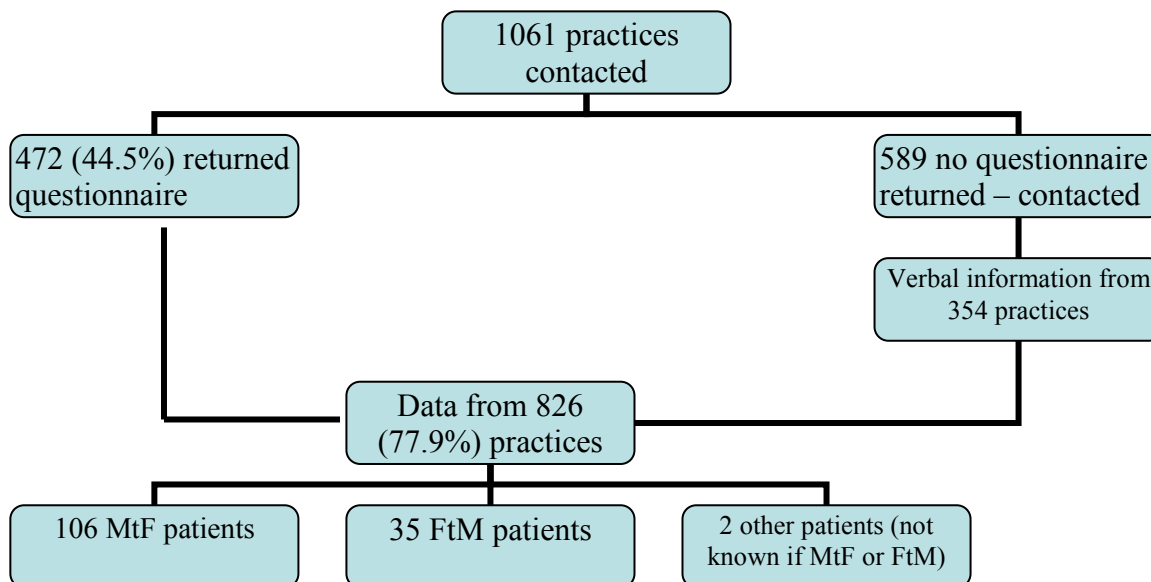 1061 practices
contacted
472 (44.5%) returned
questionnaire
589 no questionnaire
returned – contacted
Verbal information from
354 practices
Data from 826
(77.9%) practices
106 MtF patients
35 FtM patients
2 other patients (not
known if MtF or FtM)